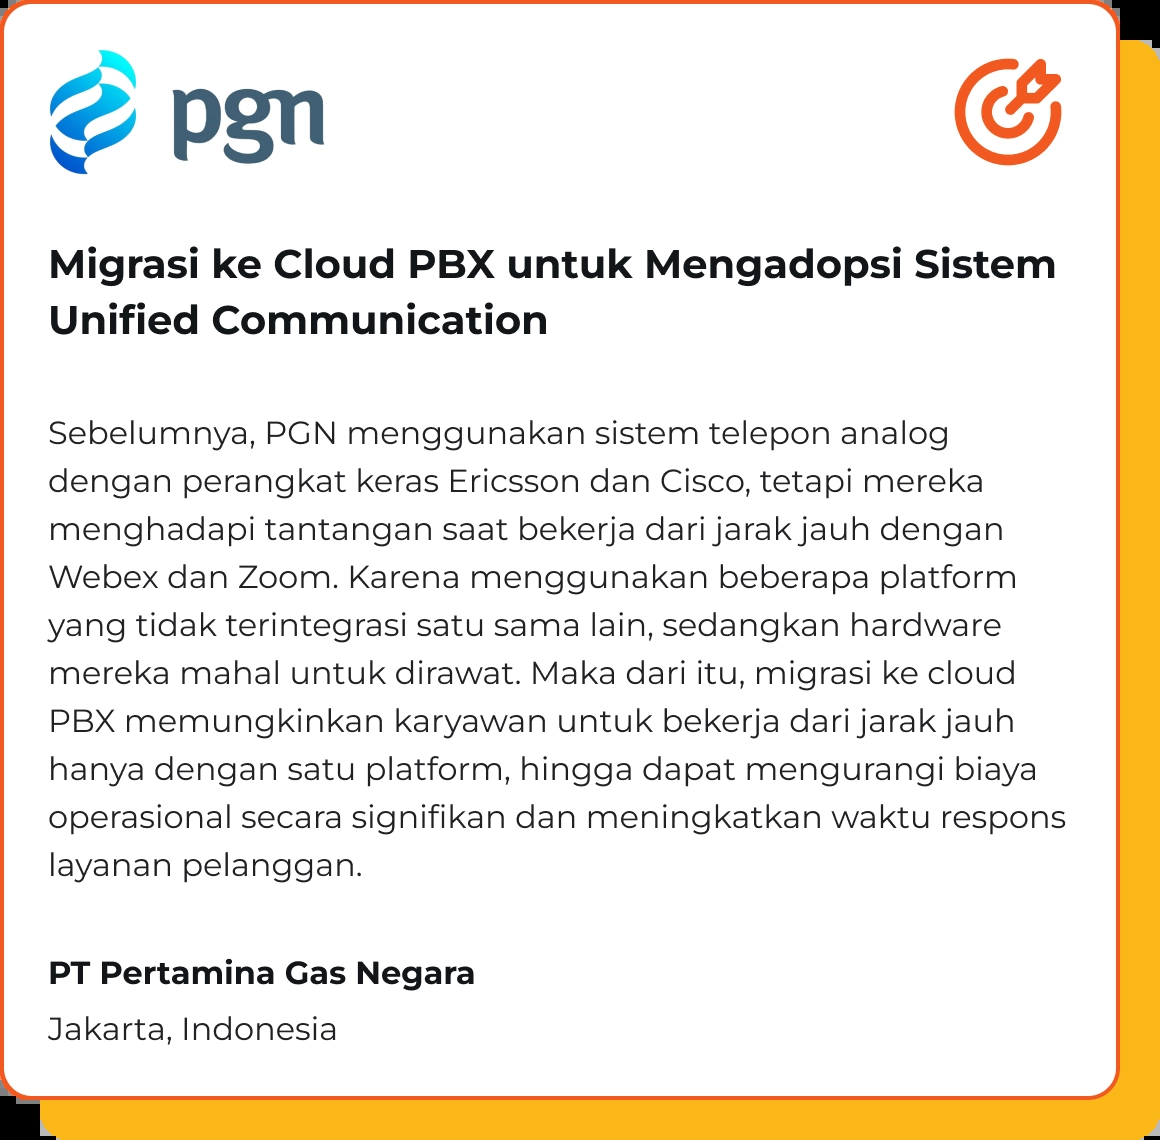 pgn
Migrasi ke Cloud PBX untuk Mengadopsi Sistem
Unified Communication
Sebelumnya, PGN menggunakan sistem telepon analog
dengan perangkat keras Ericsson dan Cisco, tetapi mereka
menghadapi tantangan saat bekerja dari jarak jauh dengan
Webex dan Zoom. Karena menggunakan beberapa platform
yang tidak terintegrasi satu sama lain, sedangkan hardware
mereka mahal untuk dirawat. Maka dari itu, migrasi ke cloud
PBX memungkinkan karyawan untuk bekerja dari jarak jauh
hanya dengan satu platform, hingga dapat mengurangi biaya
operasional secara signifikan dan meningkatkan waktu respons
layanan pelanggan.
PT Pertamina Gas Negara
Jakarta, Indonesia